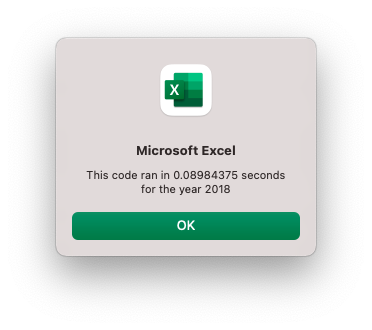 X
Microsoft Excel
This code ran in 0.08984375 seconds
for the year 2018
OK